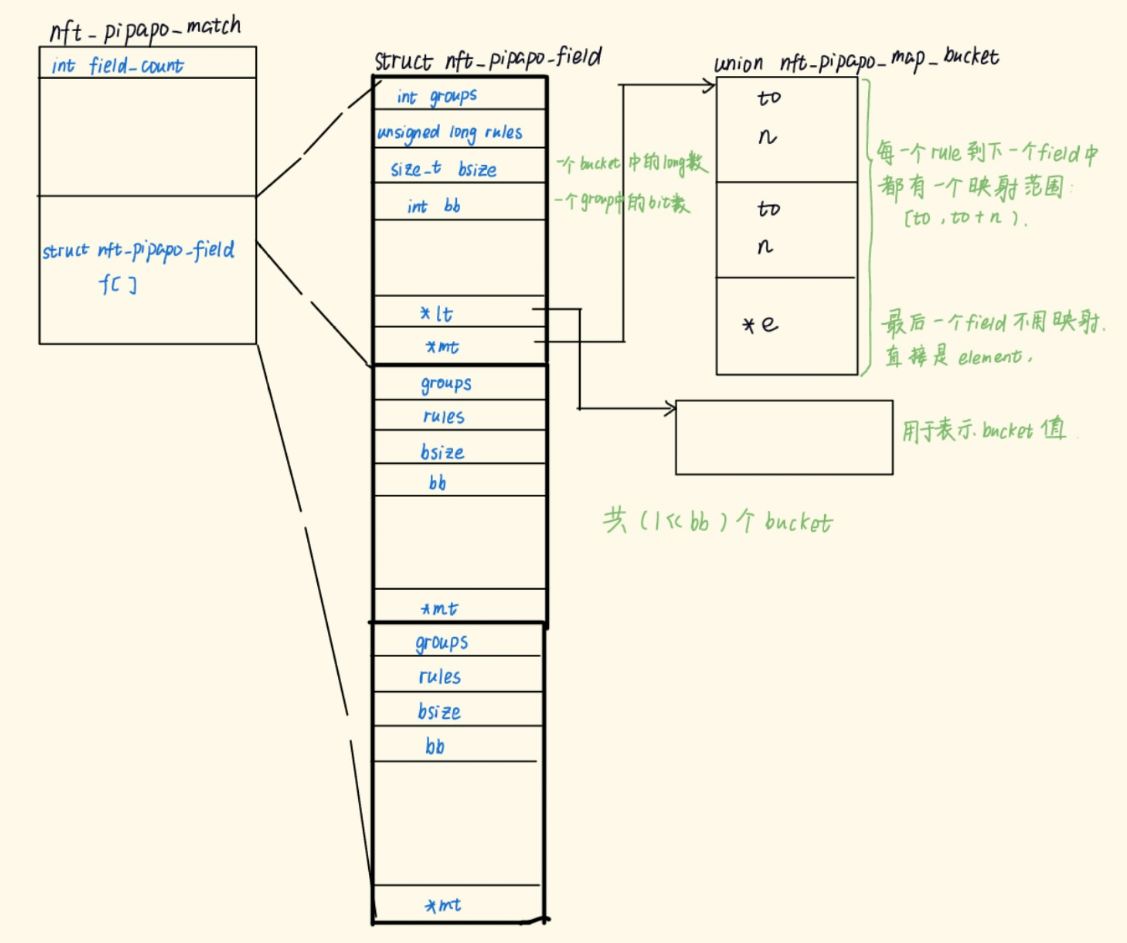 nft_pipapo_match
int field_count
struct nft_pipapo_field
f[]
struct nft_pipapo_field
int groups
unsigned long rules
size_t bsize
int bb
*lt
*mt
groups
rules
bsize
bb
*mt
groups
rules
bsize
bb
*mt
一个bucket中的long数
一个group中的bit数
union nft_pipapo_map_bucket
to
n
to
n
*e
每一个rule到下一个field中
都有一个映射范围:
[to, to+n).
最后一个field不用映射.
直接是element.
用于表示bucket值
共(1<<bb)个bucket